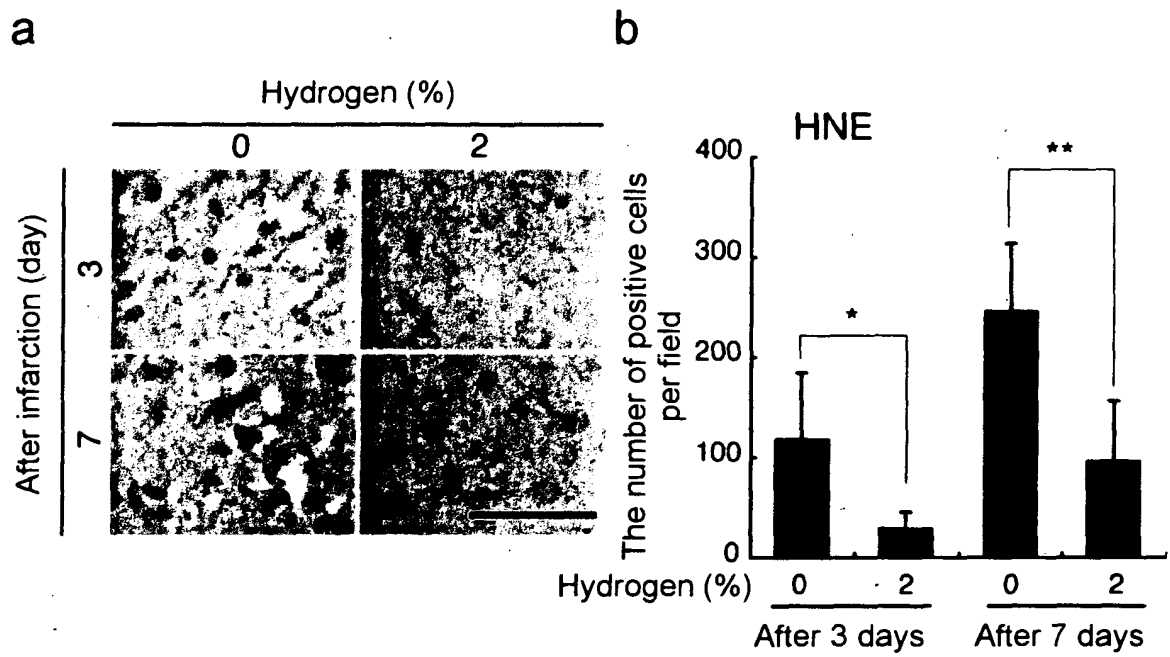 a
Hydrogen (%)
0 2
After infarction (day)
3
7
b
HNE
The number of positive cells
per field
400
300
200
100
0
*
**
Hydrogen (%) 0 2 0 2
After 3 days After 7 days